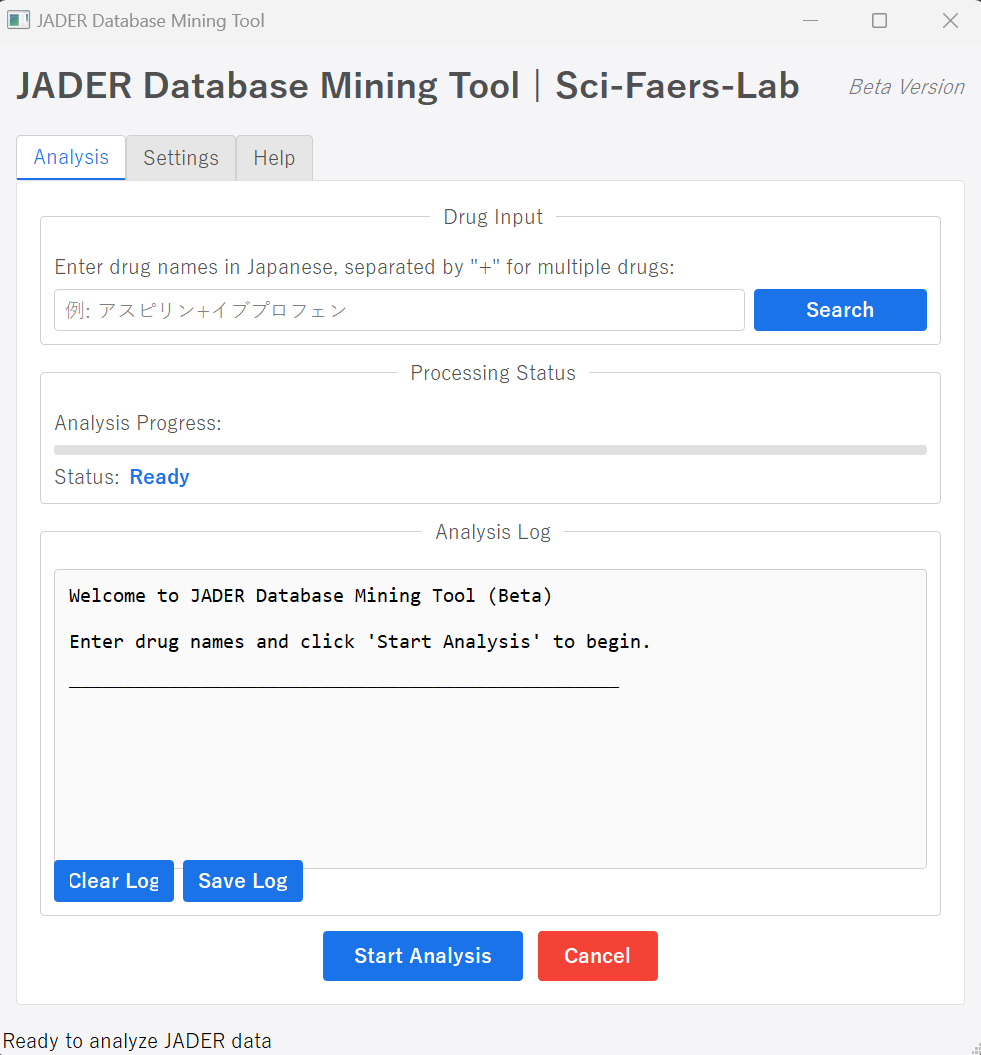 JADER Database Mining Tool
JADER Database Mining Tool | Sci-Faers-Lab
Beta Version
Analysis
Settings
Help
Drug Input
Enter drug names in Japanese, separated by "+" for multiple drugs:
例: アスピリン+イブプロフェン
Search
Processing Status
Analysis Progress:
Status: Ready
Analysis Log
Welcome to JADER Database Mining Tool (Beta)
Enter drug names and click 'Start Analysis' to begin.
__________________________________________________
Clear Log
Save Log
Start Analysis
Cancel
Ready to analyze JADER data